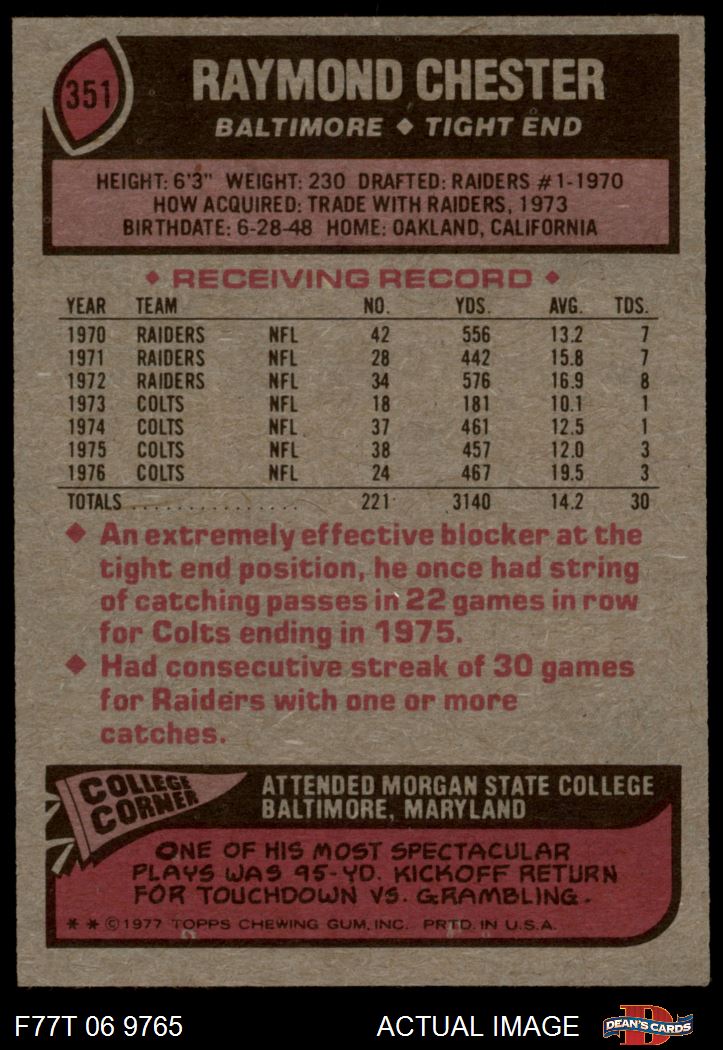 351
RAYMOND CHESTER
BALTIMORE ◆ TIGHT END
HEIGHT: 6'3" WEIGHT: 230 DRAFTED: RAIDERS #1-1970
HOW ACQUIRED: TRADE WITH RAIDERS, 1973
BIRTHDATE: 6-28-48 HOME: OAKLAND, CALIFORNIA
◆ RECEIVING RECORD ◆
YEAR TEAM NO. YDS. AVG. TDS.
1970 RAIDERS NFL 42 556 13.2 7
1971 RAIDERS NFL 28 442 15.8 7
1972 RAIDERS NFL 34 576 16.9 8
1973 COLTS NFL 18 181 10.1 1
1974 COLTS NFL 37 461 12.5 1
1975 COLTS NFL 38 457 12.0 3
1976 COLTS NFL 24 467 19.5 3
TOTALS . . . . . . . . . . . . . . . 221 3140 14.2 30
◆ An extremely effective blocker at the
tight end position, he once had string
of catching passes in 22 games in row
for Colts ending in 1975.
◆ Had consecutive streak of 30 games
for Raiders with one or more
catches.
COLLEGE
CORNER
ATTENDED MORGAN STATE COLLEGE
BALTIMORE, MARYLAND
ONE OF HIS MOST SPECTACULAR
PLAYS WAS 95-YD. KICKOFF RETURN
FOR TOUCHDOWN VS. GRAMBLING.
* * © 1977 TOPPS CHEWING GUM, INC. PRTD. IN U.S.A.
F77T 06 9765
ACTUAL IMAGE
D
DEAN'S CARDS